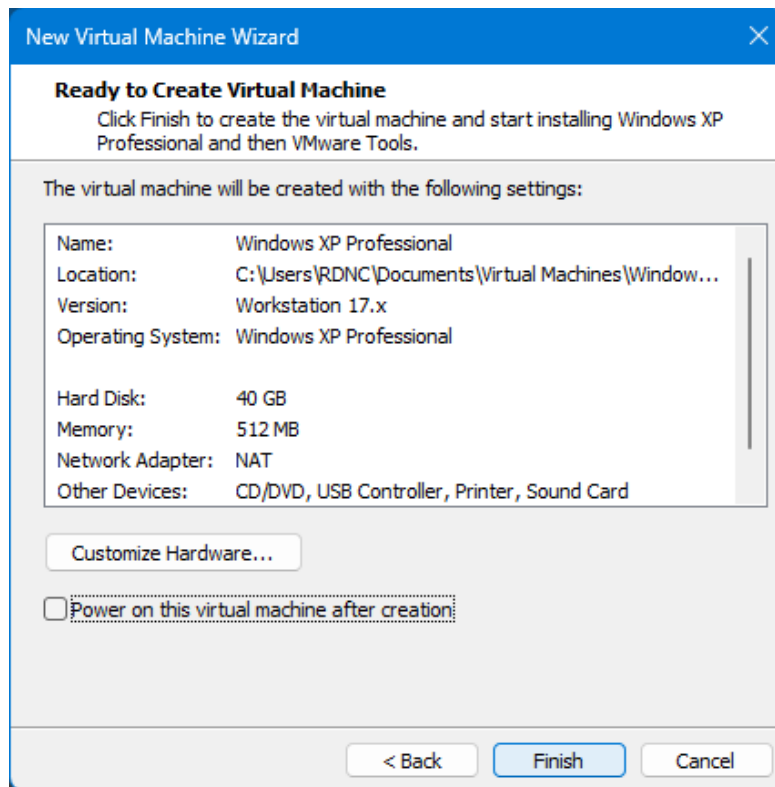 New Virtual Machine Wizard
Ready to Create Virtual Machine
Click Finish to create the virtual machine and start installing Windows XP
Professional and then VMware Tools.
The virtual machine will be created with the following settings:
Name: Windows XP Professional
Location: C:\Users\RDNC\Documents\Virtual Machines\Window...
Version: Workstation 17.x
Operating System: Windows XP Professional
Hard Disk: 40 GB
Memory: 512 MB
Network Adapter: NAT
Other Devices: CD/DVD, USB Controller, Printer, Sound Card
Customize Hardware...
Power on this virtual machine after creation
< Back Finish Cancel